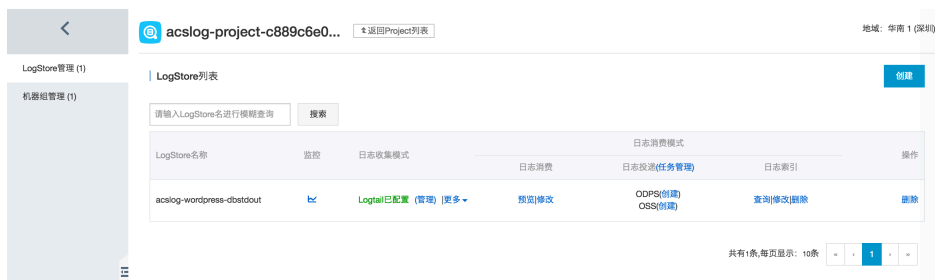 acslog-project-c889c6e0...
返回Project列表
地域：华南 1 (深圳)
LogStore管理 (1)
机器组管理 (1)
LogStore列表
创建
请输入LogStore名进行模糊查询
搜索
LogStore名称
监控
日志收集模式
日志消费模式
日志消费
日志投递(任务管理)
日志索引
操作
acslog-wordpress-dbstdout
Logtail已配置 (管理) |更多
预览|修改
ODPS(创建)
OSS(创建)
查询|修改|删除
删除
共有1条,每页显示：10条
« ‹ 1 › »